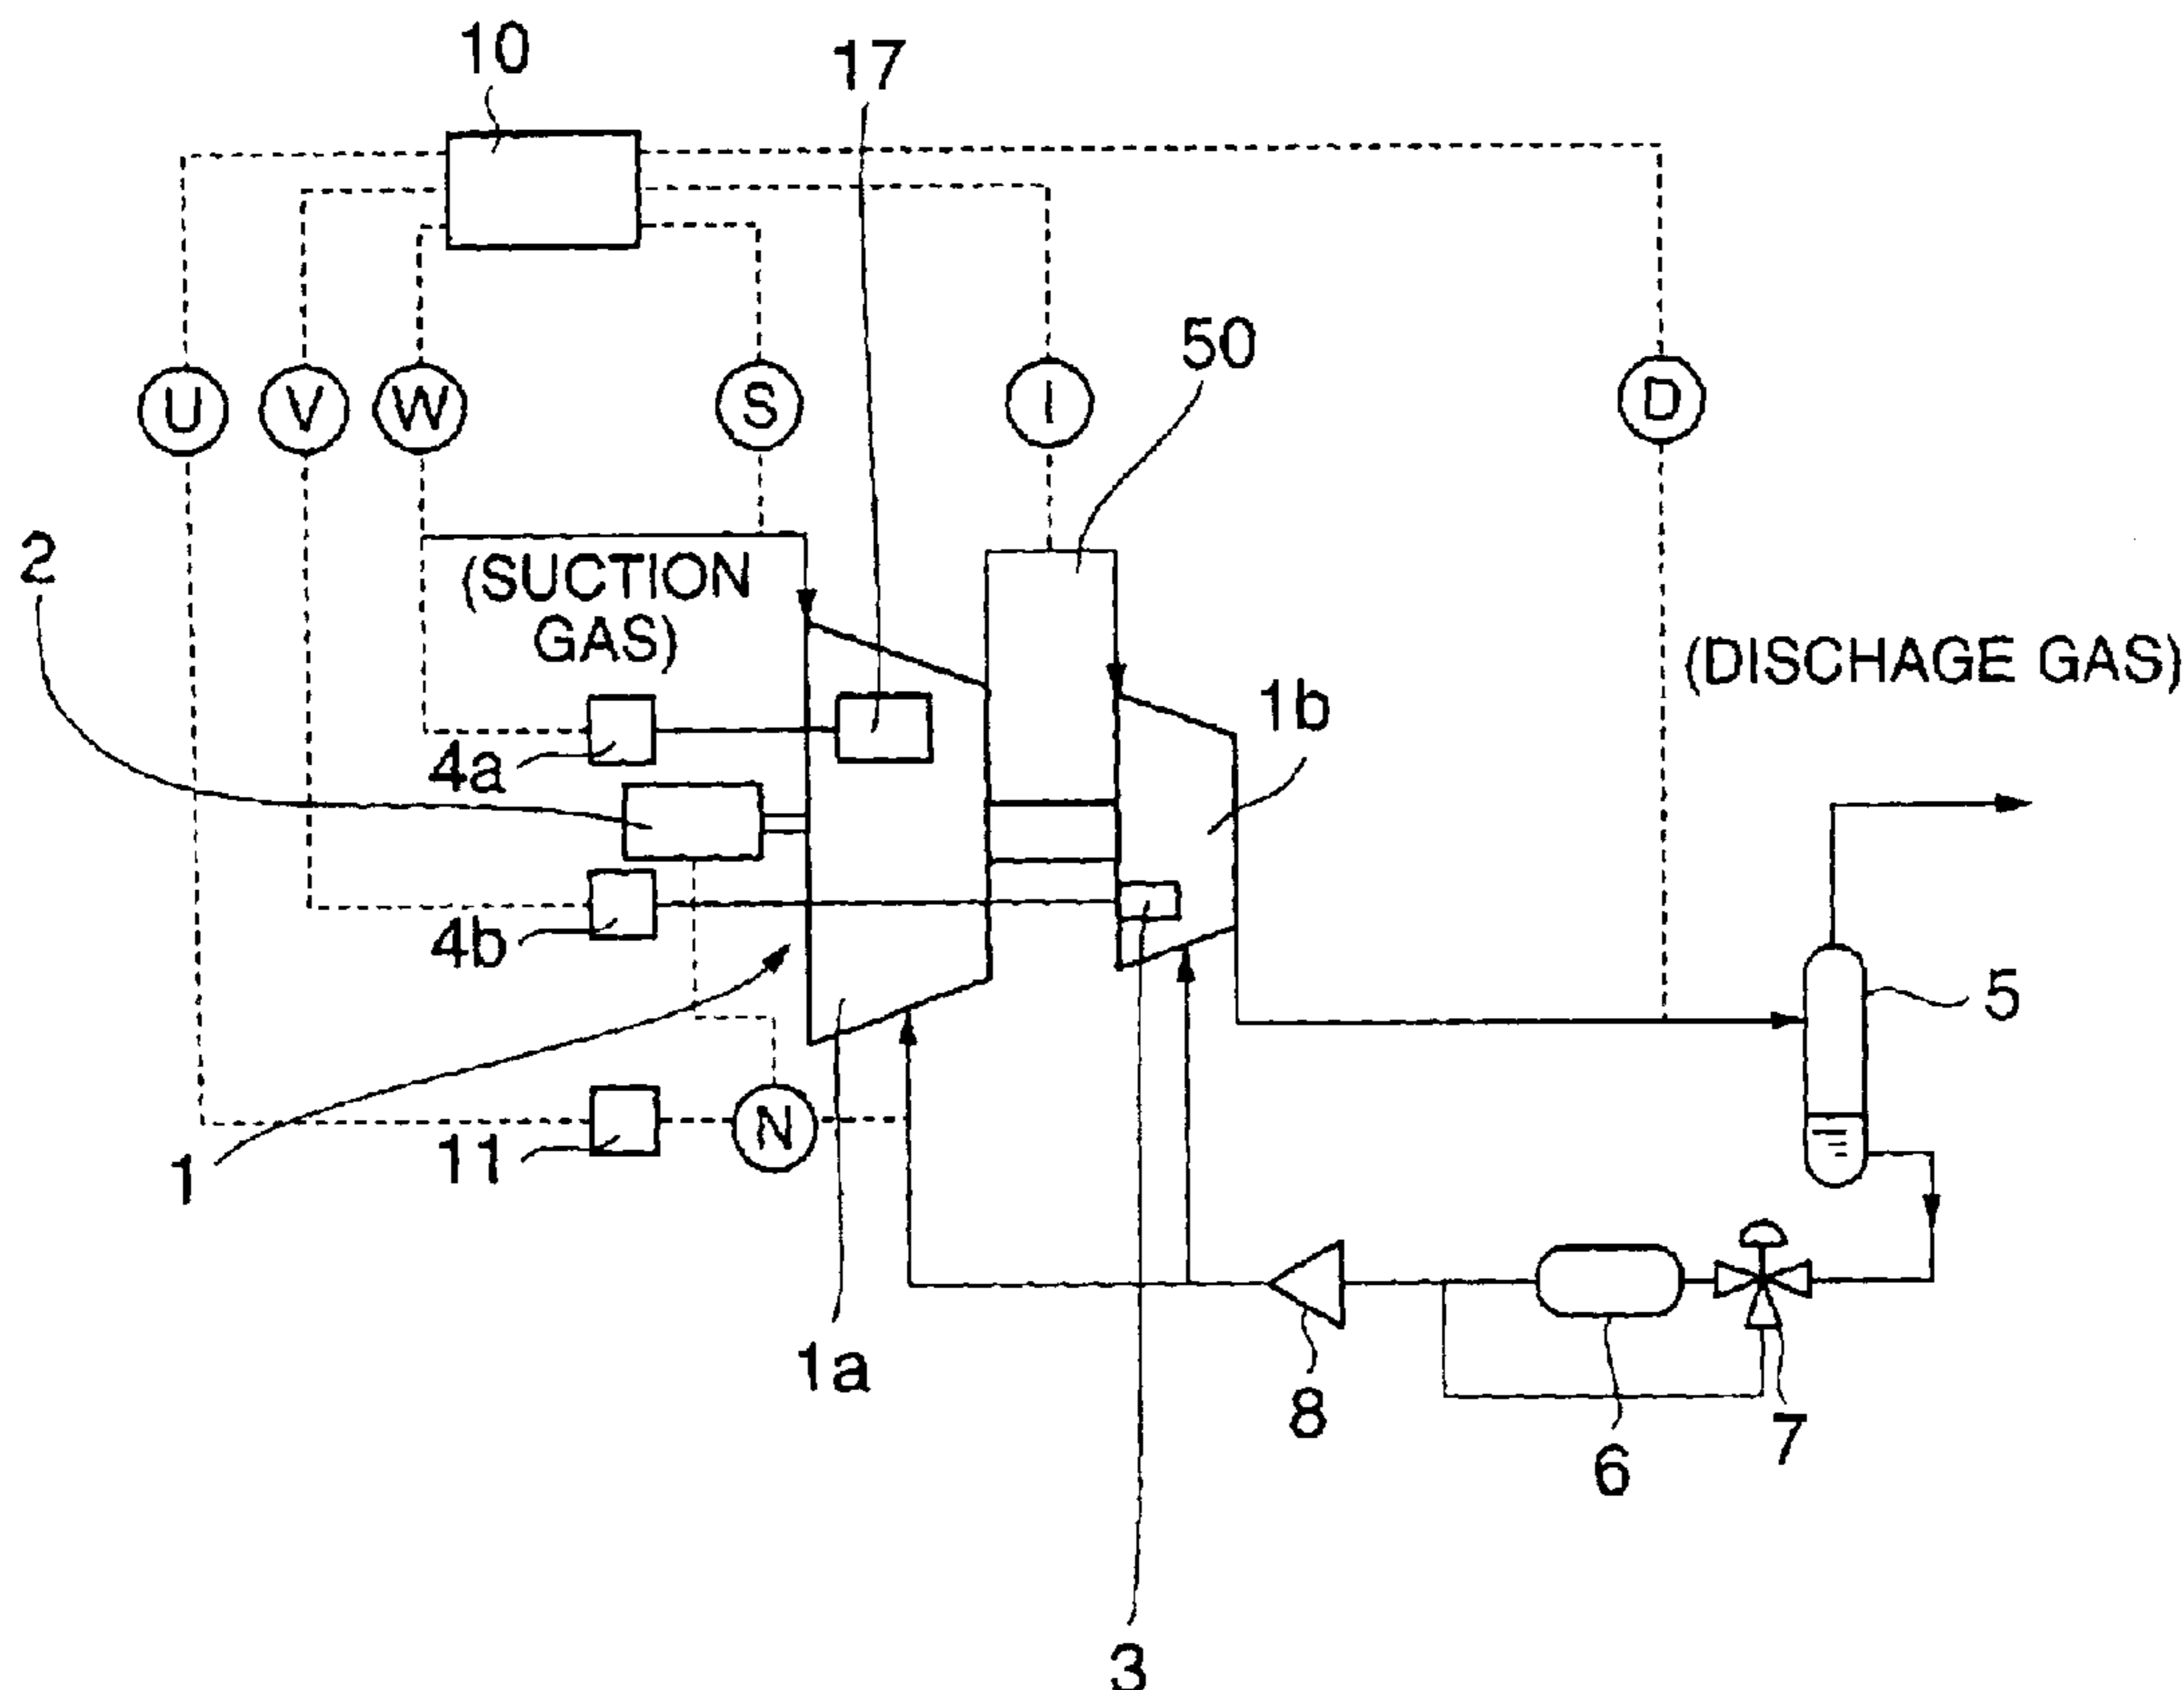 10
17
50
U
V
W
S
I
D
2
(SUCTION
GAS)
(DISCHAGE GAS)
1b
4a
4b
5
1
11
N
1a
8
6
7
3